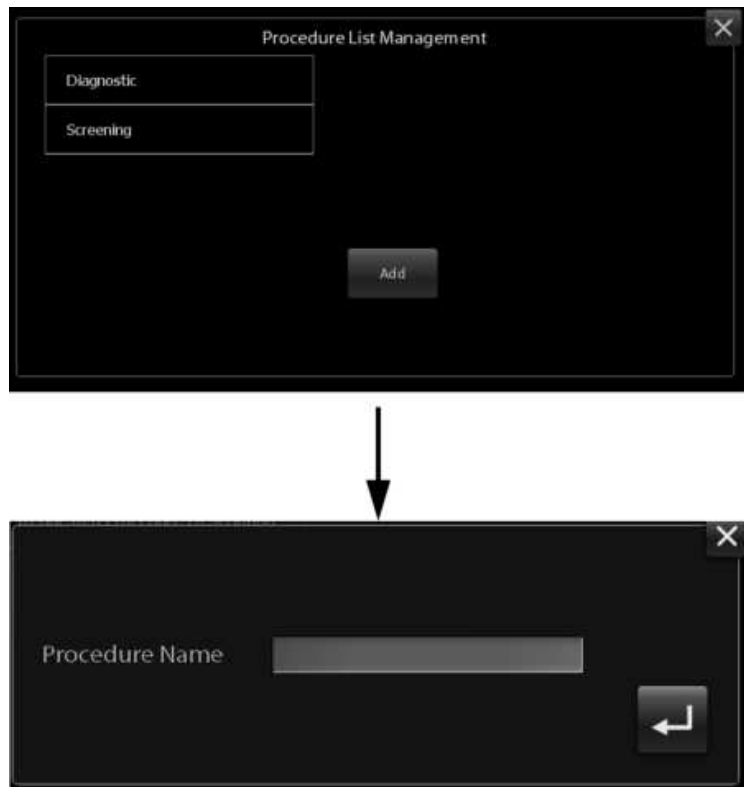 Procedure List Management
Diagnostic
Screening
Add
Procedure Name